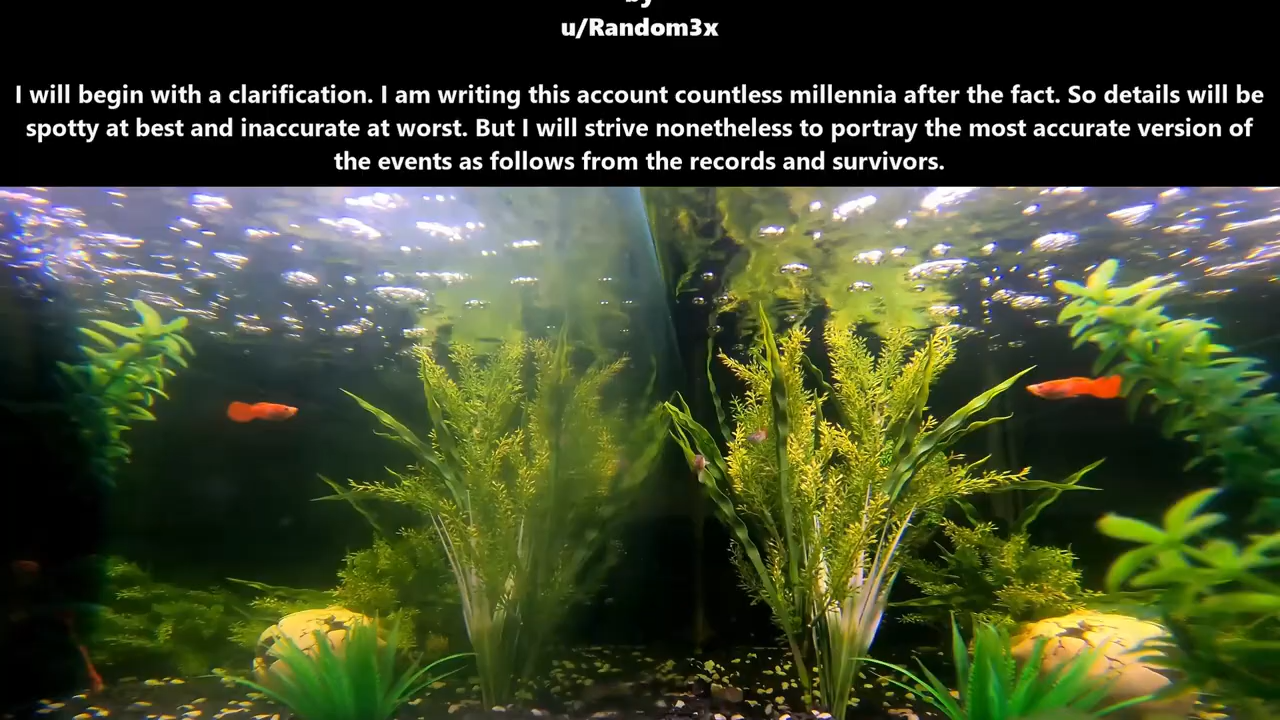 by
u/Random3x
I will begin with a clarification. I am writing this account countless millennia after the fact. So details will be
spotty at best and inaccurate at worst. But I will strive nonetheless to portray the most accurate version of
the events as follows from the records and survivors.